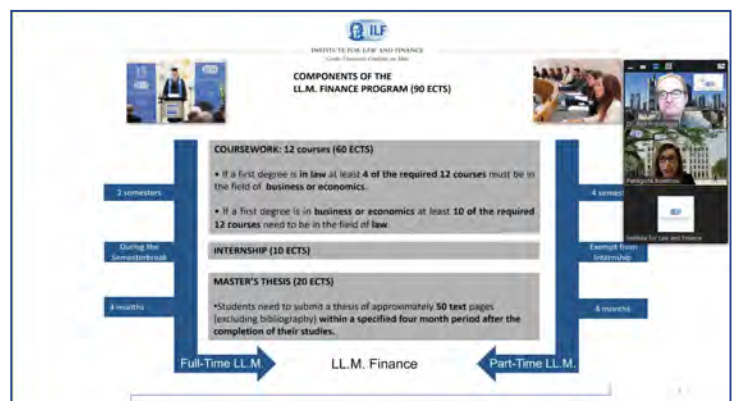 ILF
INSTITUTE FOR LAW AND FINANCE
COMPONENTS OF THE
LL.M. FINANCE PROGRAM (90 ECTS)
COURSEWORK: 12 courses (60 ECTS)
• If a first degree is in law at least 4 of the required 12 courses must be in
the field of business or economics.
• If a first degree is in business or economics at least 10 of the required
12 courses need to be in the field of law.
2 semesters
4 semest
During the
Semesterbreak
INTERNSHIP (10 ECTS)
Exempt from
Internship
MASTER'S THESIS (20 ECTS)
•Students need to submit a thesis of approximately 50 text pages
(excluding bibliography) within a specified four month period after the
completion of their studies.
4 months
4 months
Full-Time LL.M.
LL.M. Finance
Part-Time LL.M.
ILF
Institute for Law and Finance